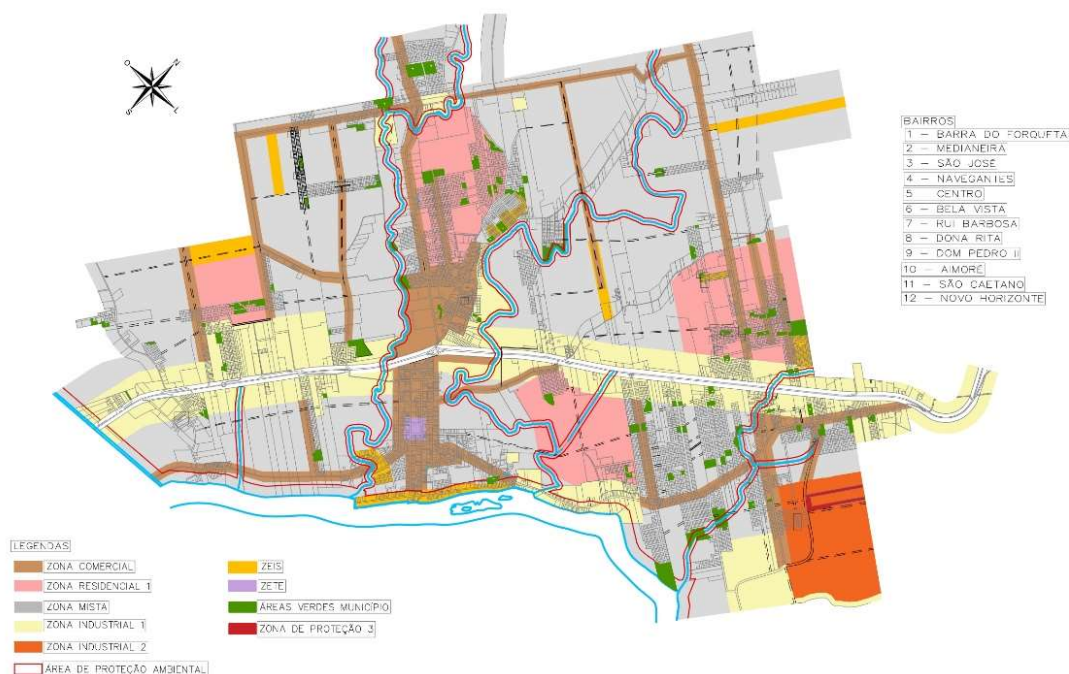 N
O
S
L
BAIRROS
1 – BARRA DO FORQUETA
2 – MEDIANEIRA
3 – SÃO JOSÉ
4 – NAVEGANTES
5 CENTRO
6 – BELA VISTA
7 – RUI BARBOSA
8 – DONA RITA
9 – DOM PEDRO II
10 – AIMORÉ
11 – SÃO CAETANO
12 – NOVO HORIZONTE
LEGENDAS
ZONA COMERCIAL
ZONA RESIDENCIAL 1
ZONA MISTA
ZONA INDUSTRIAL 1
ZONA INDUSTRIAL 2
ÁREA DE PROTEÇÃO AMBIENTAL
ZEIS
ZETE
ÁREAS VERDES MUNICÍPIO
ZONA DE PROTEÇÃO 3